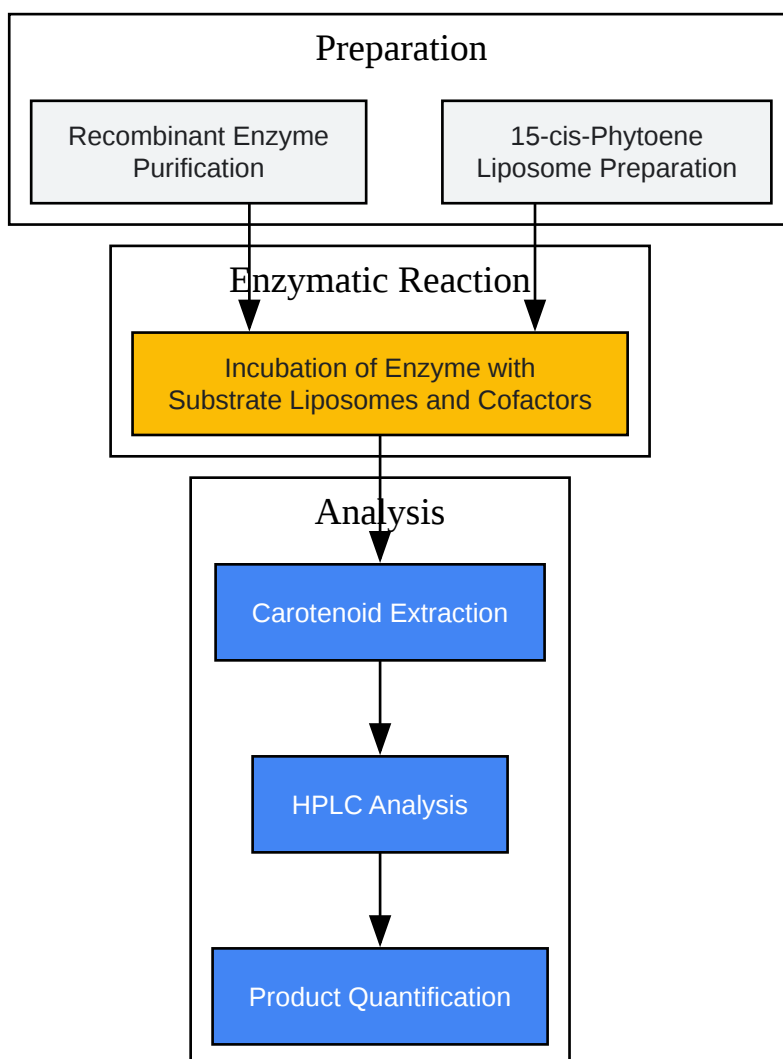 Preparation
Recombinant Enzyme
Purification
15-cis-Phytoene
Liposome Preparation
Enzymatic Reaction
Incubation of Enzyme with
Substrate Liposomes and Cofactors
Analysis
Carotenoid Extraction
HPLC Analysis
Product Quantification